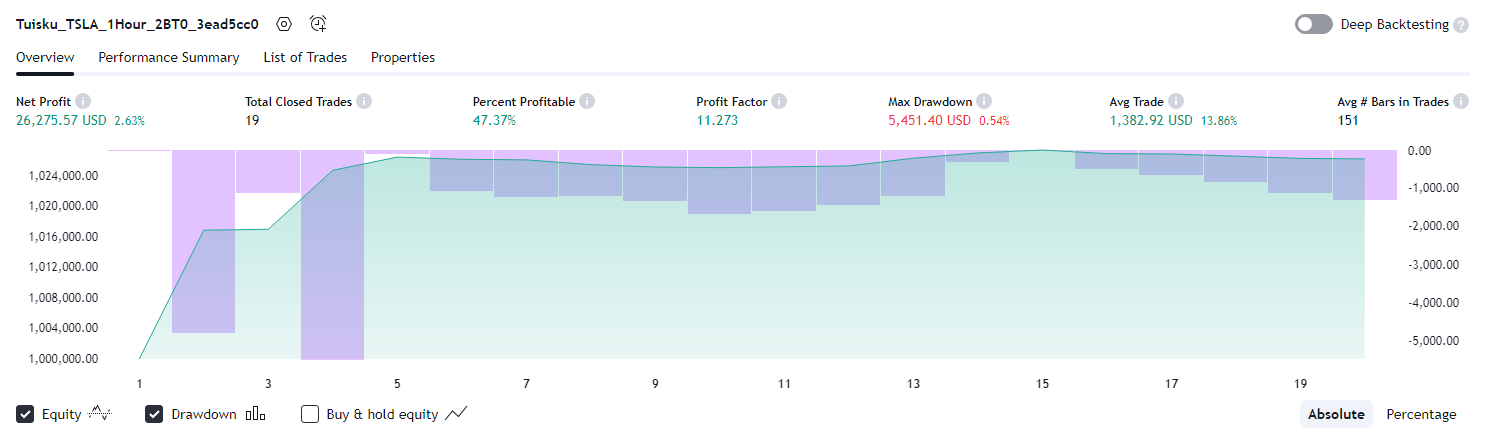 Tuisku_TSLA_1Hour_2BT0_3ead5cc0 Deep Backtesting ?
Overview Performance Summary List of Trades Properties
Net Profit i Total Closed Trades i Percent Profitable i Profit Factor i Max Drawdown i Avg Trade i Avg # Bars in Trades i
26,275.57 USD 2.63% 19 47.37% 11.273 5,451.40 USD 0.54% 1,382.92 USD 13.86% 151
0.00
1,024,000.00 -1,000.00
1,020,000.00 -2,000.00
1,016,000.00 -3,000.00
1,012,000.00
1,008,000.00 -4,000.00
1,004,000.00 -5,000.00
1,000,000.00
1 3 5 7 9 11 13 15 17 19
Equity Drawdown Buy & hold equity Absolute Percentage